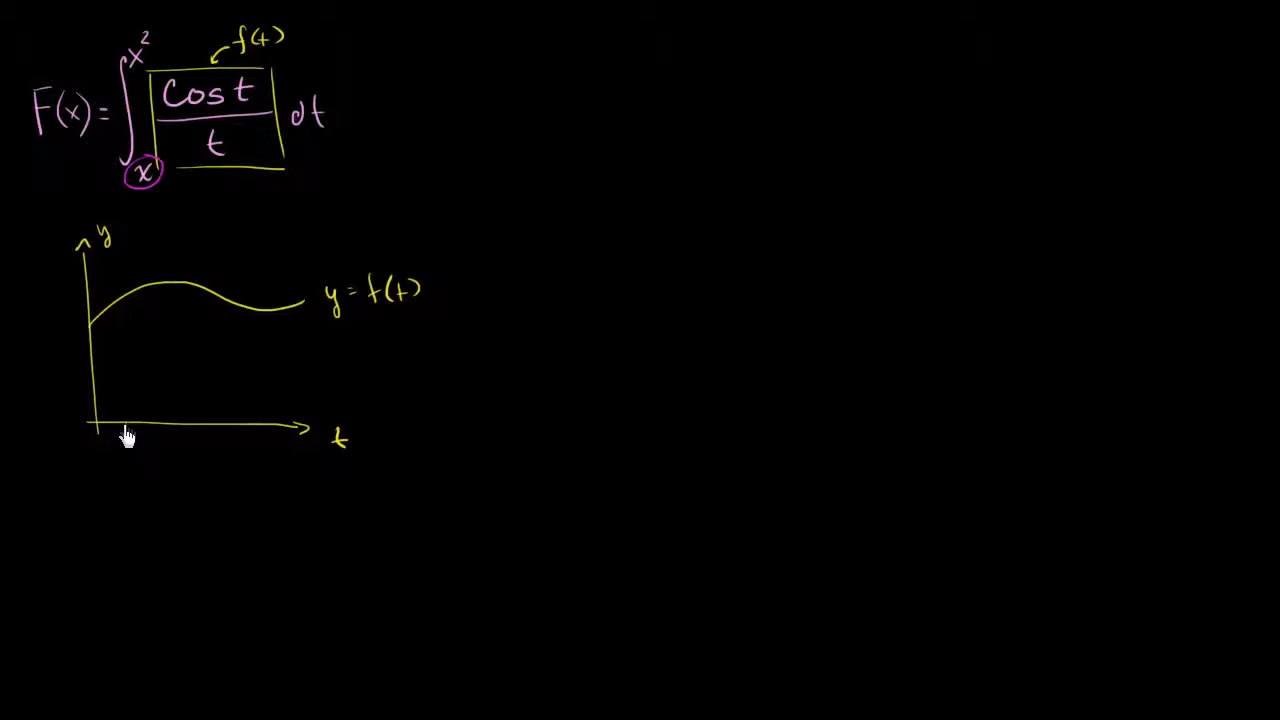 F(x) = ∫ₓ^(x²) cos t / t dt
f(t)
y
y = f(t)
t